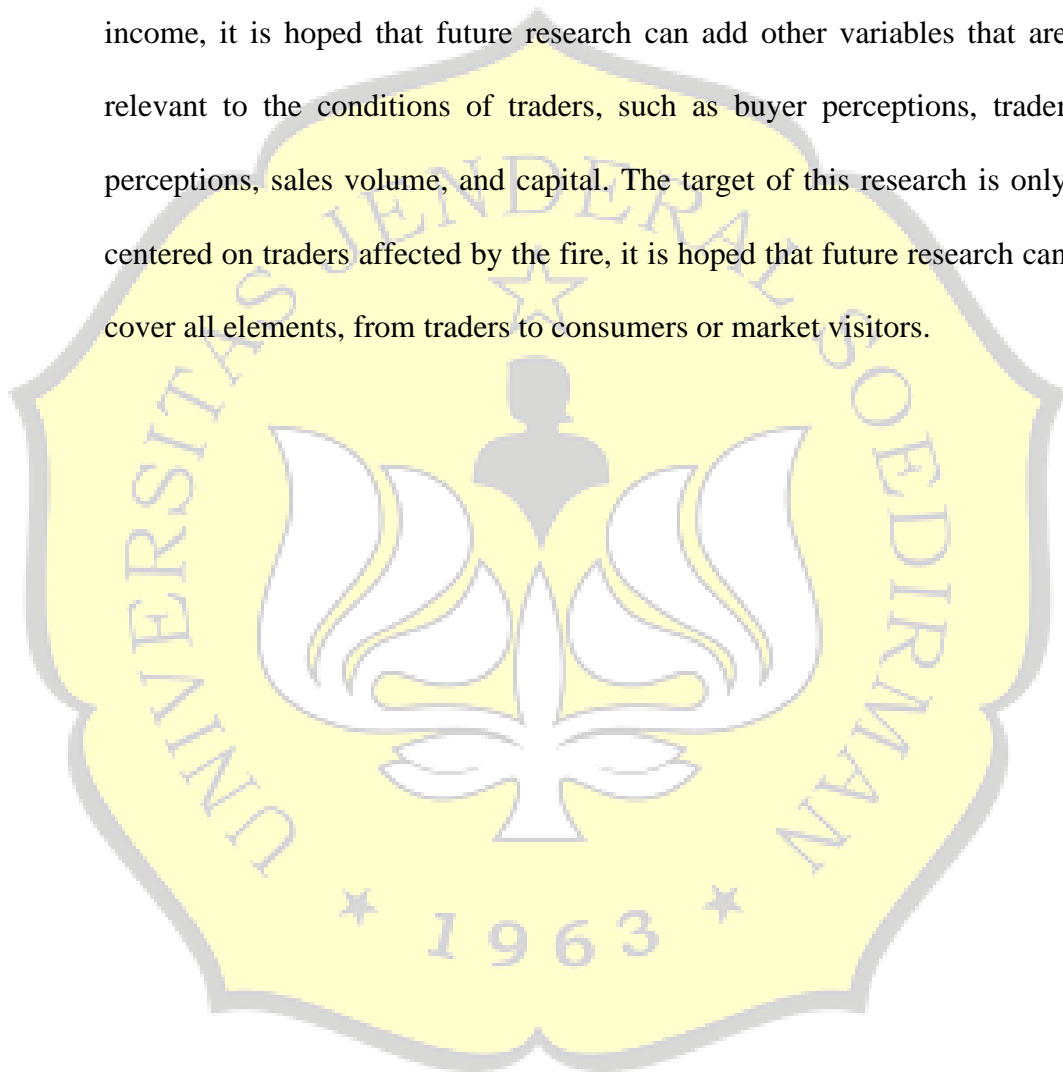 income, it is hoped that future research can add other variables that are
relevant to the conditions of traders, such as buyer perceptions, trader
perceptions, sales volume, and capital. The target of this research is only
centered on traders affected by the fire, it is hoped that future research can
cover all elements, from traders to consumers or market visitors.
UNIVERSITAS JENDERAL SOEDIRMAN
1963